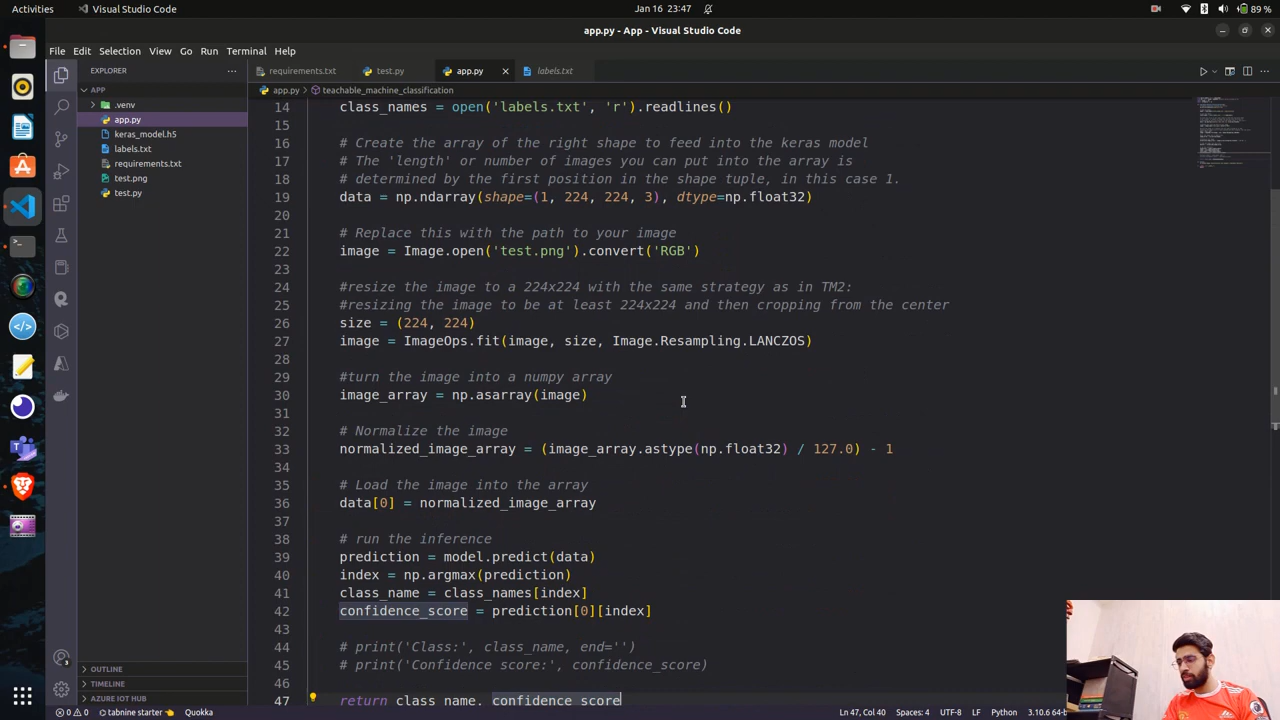 Activities
Visual Studio Code
Jan 16 23:47
89 %
app.py - App - Visual Studio Code
File Edit Selection View Go Run Terminal Help
EXPLORER
requirements.txt
test.py
app.py
labels.txt
APP
app.py > teachable_machine_classification
.venv
app.py
keras_model.h5
labels.txt
requirements.txt
test.png
test.py
14 class_names = open('labels.txt', 'r').readlines()
15
16 # Create the array of the right shape to feed into the keras model
17 # The 'length' or number of images you can put into the array is
18 # determined by the first position in the shape tuple, in this case 1.
19 data = np.ndarray(shape=(1, 224, 224, 3), dtype=np.float32)
20
21 # Replace this with the path to your image
22 image = Image.open('test.png').convert('RGB')
23
24 #resize the image to a 224x224 with the same strategy as in TM2:
25 #resizing the image to be at least 224x224 and then cropping from the center
26 size = (224, 224)
27 image = ImageOps.fit(image, size, Image.Resampling.LANCZOS)
28
29 #turn the image into a numpy array
30 image_array = np.asarray(image)
31
32 # Normalize the image
33 normalized_image_array = (image_array.astype(np.float32) / 127.0) - 1
34
35 # Load the image into the array
36 data[0] = normalized_image_array
37
38 # run the inference
39 prediction = model.predict(data)
40 index = np.argmax(prediction)
41 class_name = class_names[index]
42 confidence_score = prediction[0][index]
43
44 # print('Class:', class_name, end='')
45 # print('Confidence score:', confidence_score)
46
47 return class_name, confidence_score
OUTLINE
TIMELINE
AZURE IOT HUB
3
0 0 tabnine starter Quokka
Ln 47, Col 40 Spaces: 4 UTF-8 LF Python 3.10.6 64-b